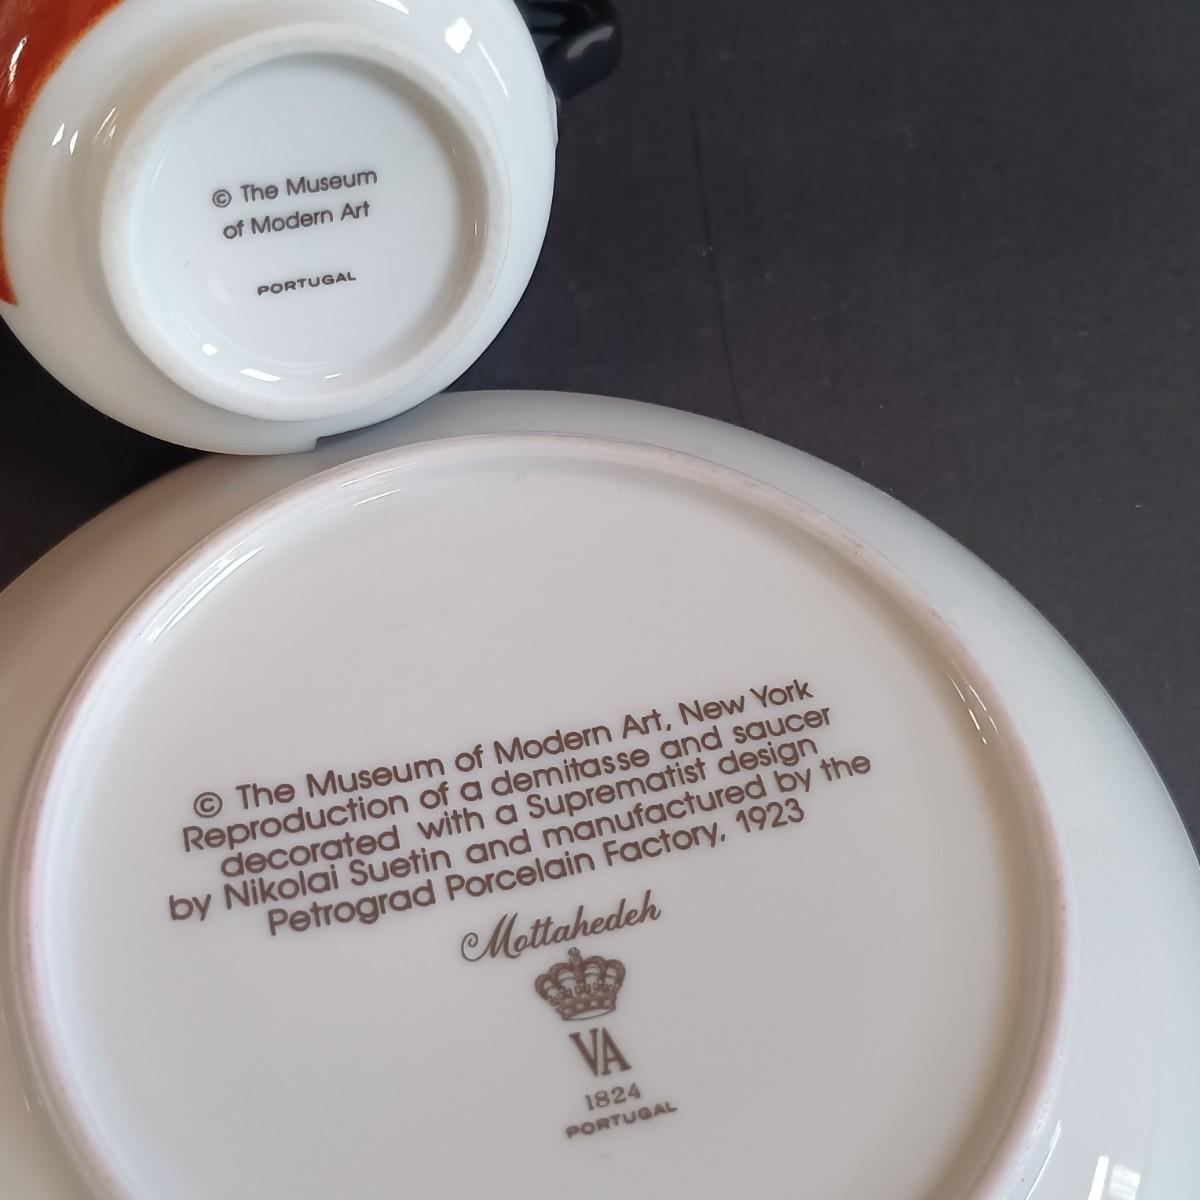 © The Museum
of Modern Art
PORTUGAL
© The Museum of Modern Art, New York
Reproduction of a demitasse and saucer
decorated with a Suprematist design
by Nikolai Suetin and manufactured by the
Petrograd Porcelain Factory, 1923
Mottahedeh
VA
1824
PORTUGAL